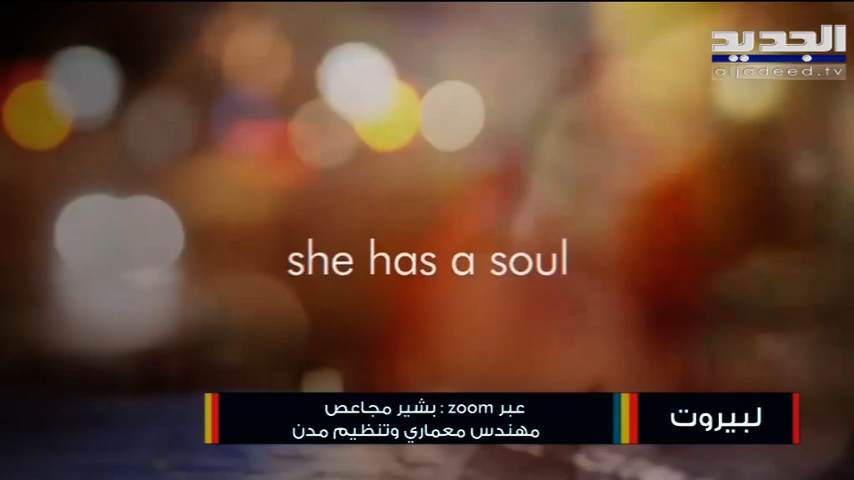 الجديد
aljadeed.tv
she has a soul
لبيروت
عبر zoom : بشير مجاعص
مهندس معماري وتنظيم مدن